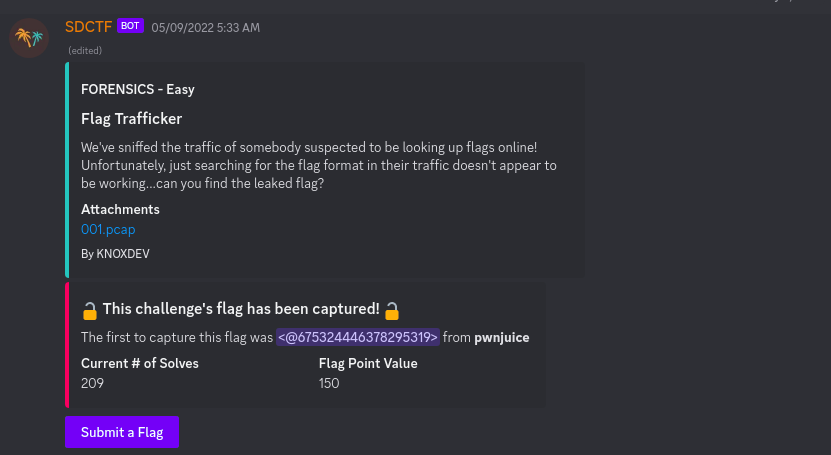 SDCTF BOT 05/09/2022 5:33 AM
(edited)
FORENSICS - Easy
Flag Trafficker
We've sniffed the traffic of somebody suspected to be looking up flags online!
Unfortunately, just searching for the flag format in their traffic doesn't appear to
be working...can you find the leaked flag?
Attachments
001.pcap
By KNOXDEV
This challenge's flag has been captured!
The first to capture this flag was <@675324446378295319> from pwnjuice
Current # of Solves Flag Point Value
209 150
Submit a Flag